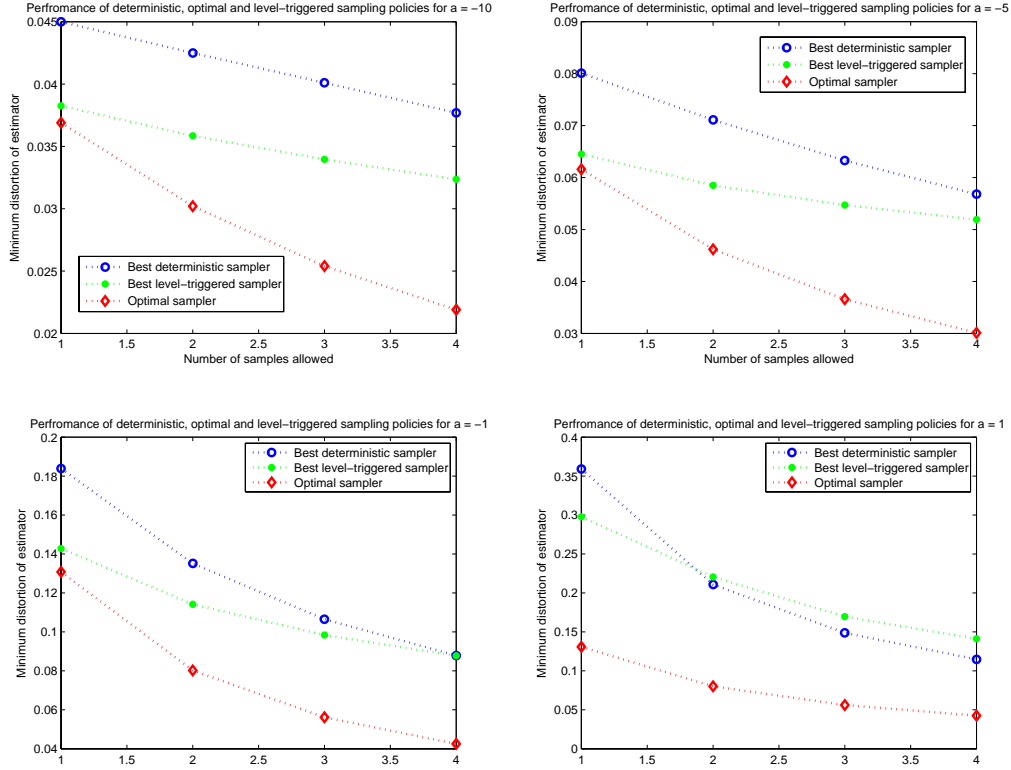 Perfromance of deterministic, optimal and level-triggered sampling policies for a = -10
0.045
0.04
0.035
0.03
0.025
0.02
Minimum distortion of estimator
Best deterministic sampler
Best level-triggered sampler
Optimal sampler
1 1.5 2 2.5 3 3.5 4
Number of samples allowed
Perfromance of deterministic, optimal and level-triggered sampling policies for a = -5
0.09
0.08
0.07
0.06
0.05
0.04
0.03
Minimum distortion of estimator
Best deterministic sampler
Best level-triggered sampler
Optimal sampler
1 1.5 2 2.5 3 3.5 4
Number of samples allowed
Perfromance of deterministic, optimal and level-triggered sampling policies for a = -1
0.2
0.18
0.16
0.14
0.12
0.1
0.08
0.06
0.04
Minimum distortion of estimator
Best deterministic sampler
Best level-triggered sampler
Optimal sampler
1 1.5 2 2.5 3 3.5 4
Perfromance of deterministic, optimal and level-triggered sampling policies for a = 1
0.4
0.35
0.3
0.25
0.2
0.15
0.1
0.05
0
Minimum distortion of estimator
Best deterministic sampler
Best level-triggered sampler
Optimal sampler
1 1.5 2 2.5 3 3.5 4